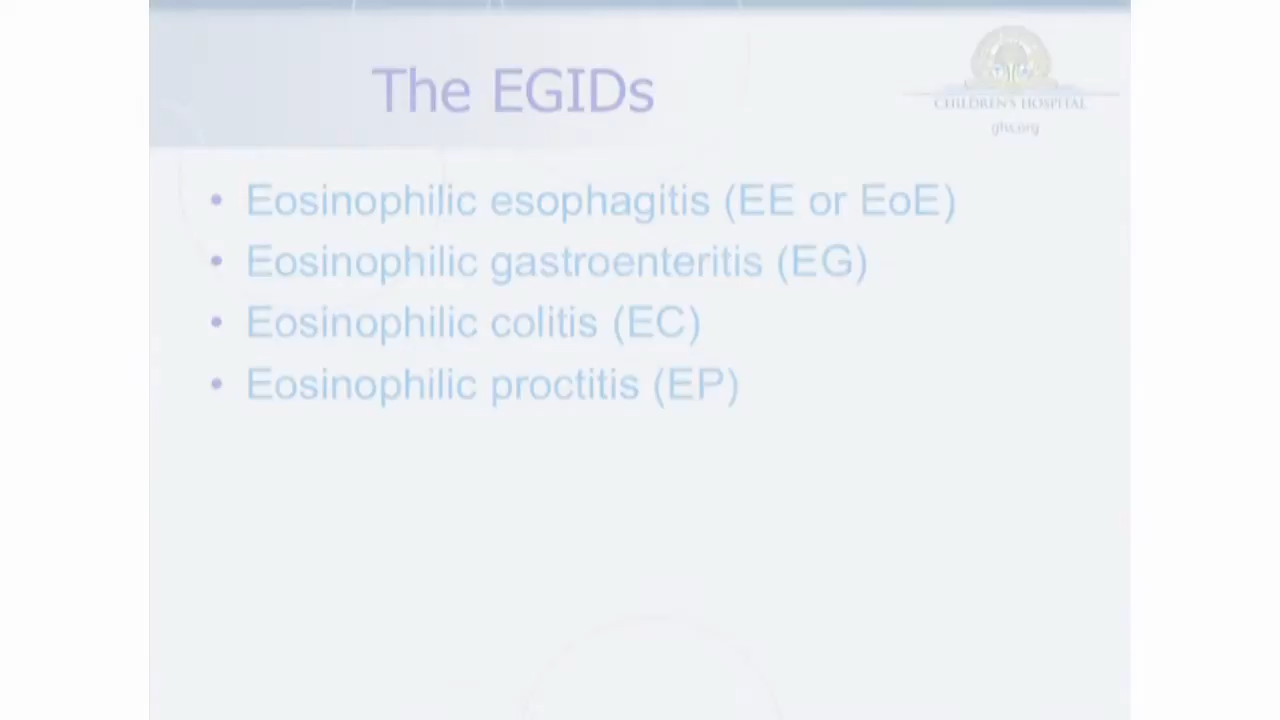 The EGIDs
CHILDREN'S HOSPITAL
ghs.org
• Eosinophilic esophagitis (EE or EoE)
• Eosinophilic gastroenteritis (EG)
• Eosinophilic colitis (EC)
• Eosinophilic proctitis (EP)